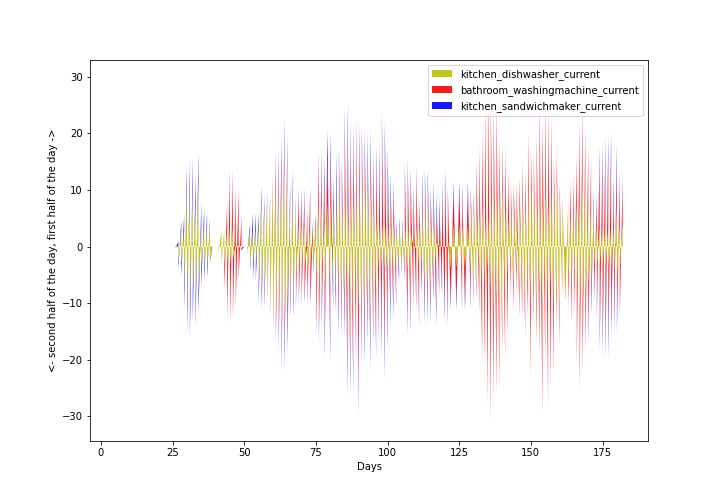 kitchen_dishwasher_current
bathroom_washingmachine_current
kitchen_sandwichmaker_current
<- second half of the day, first half of the day ->
30
20
10
0
−10
−20
−30
0 25 50 75 100 125 150 175
Days